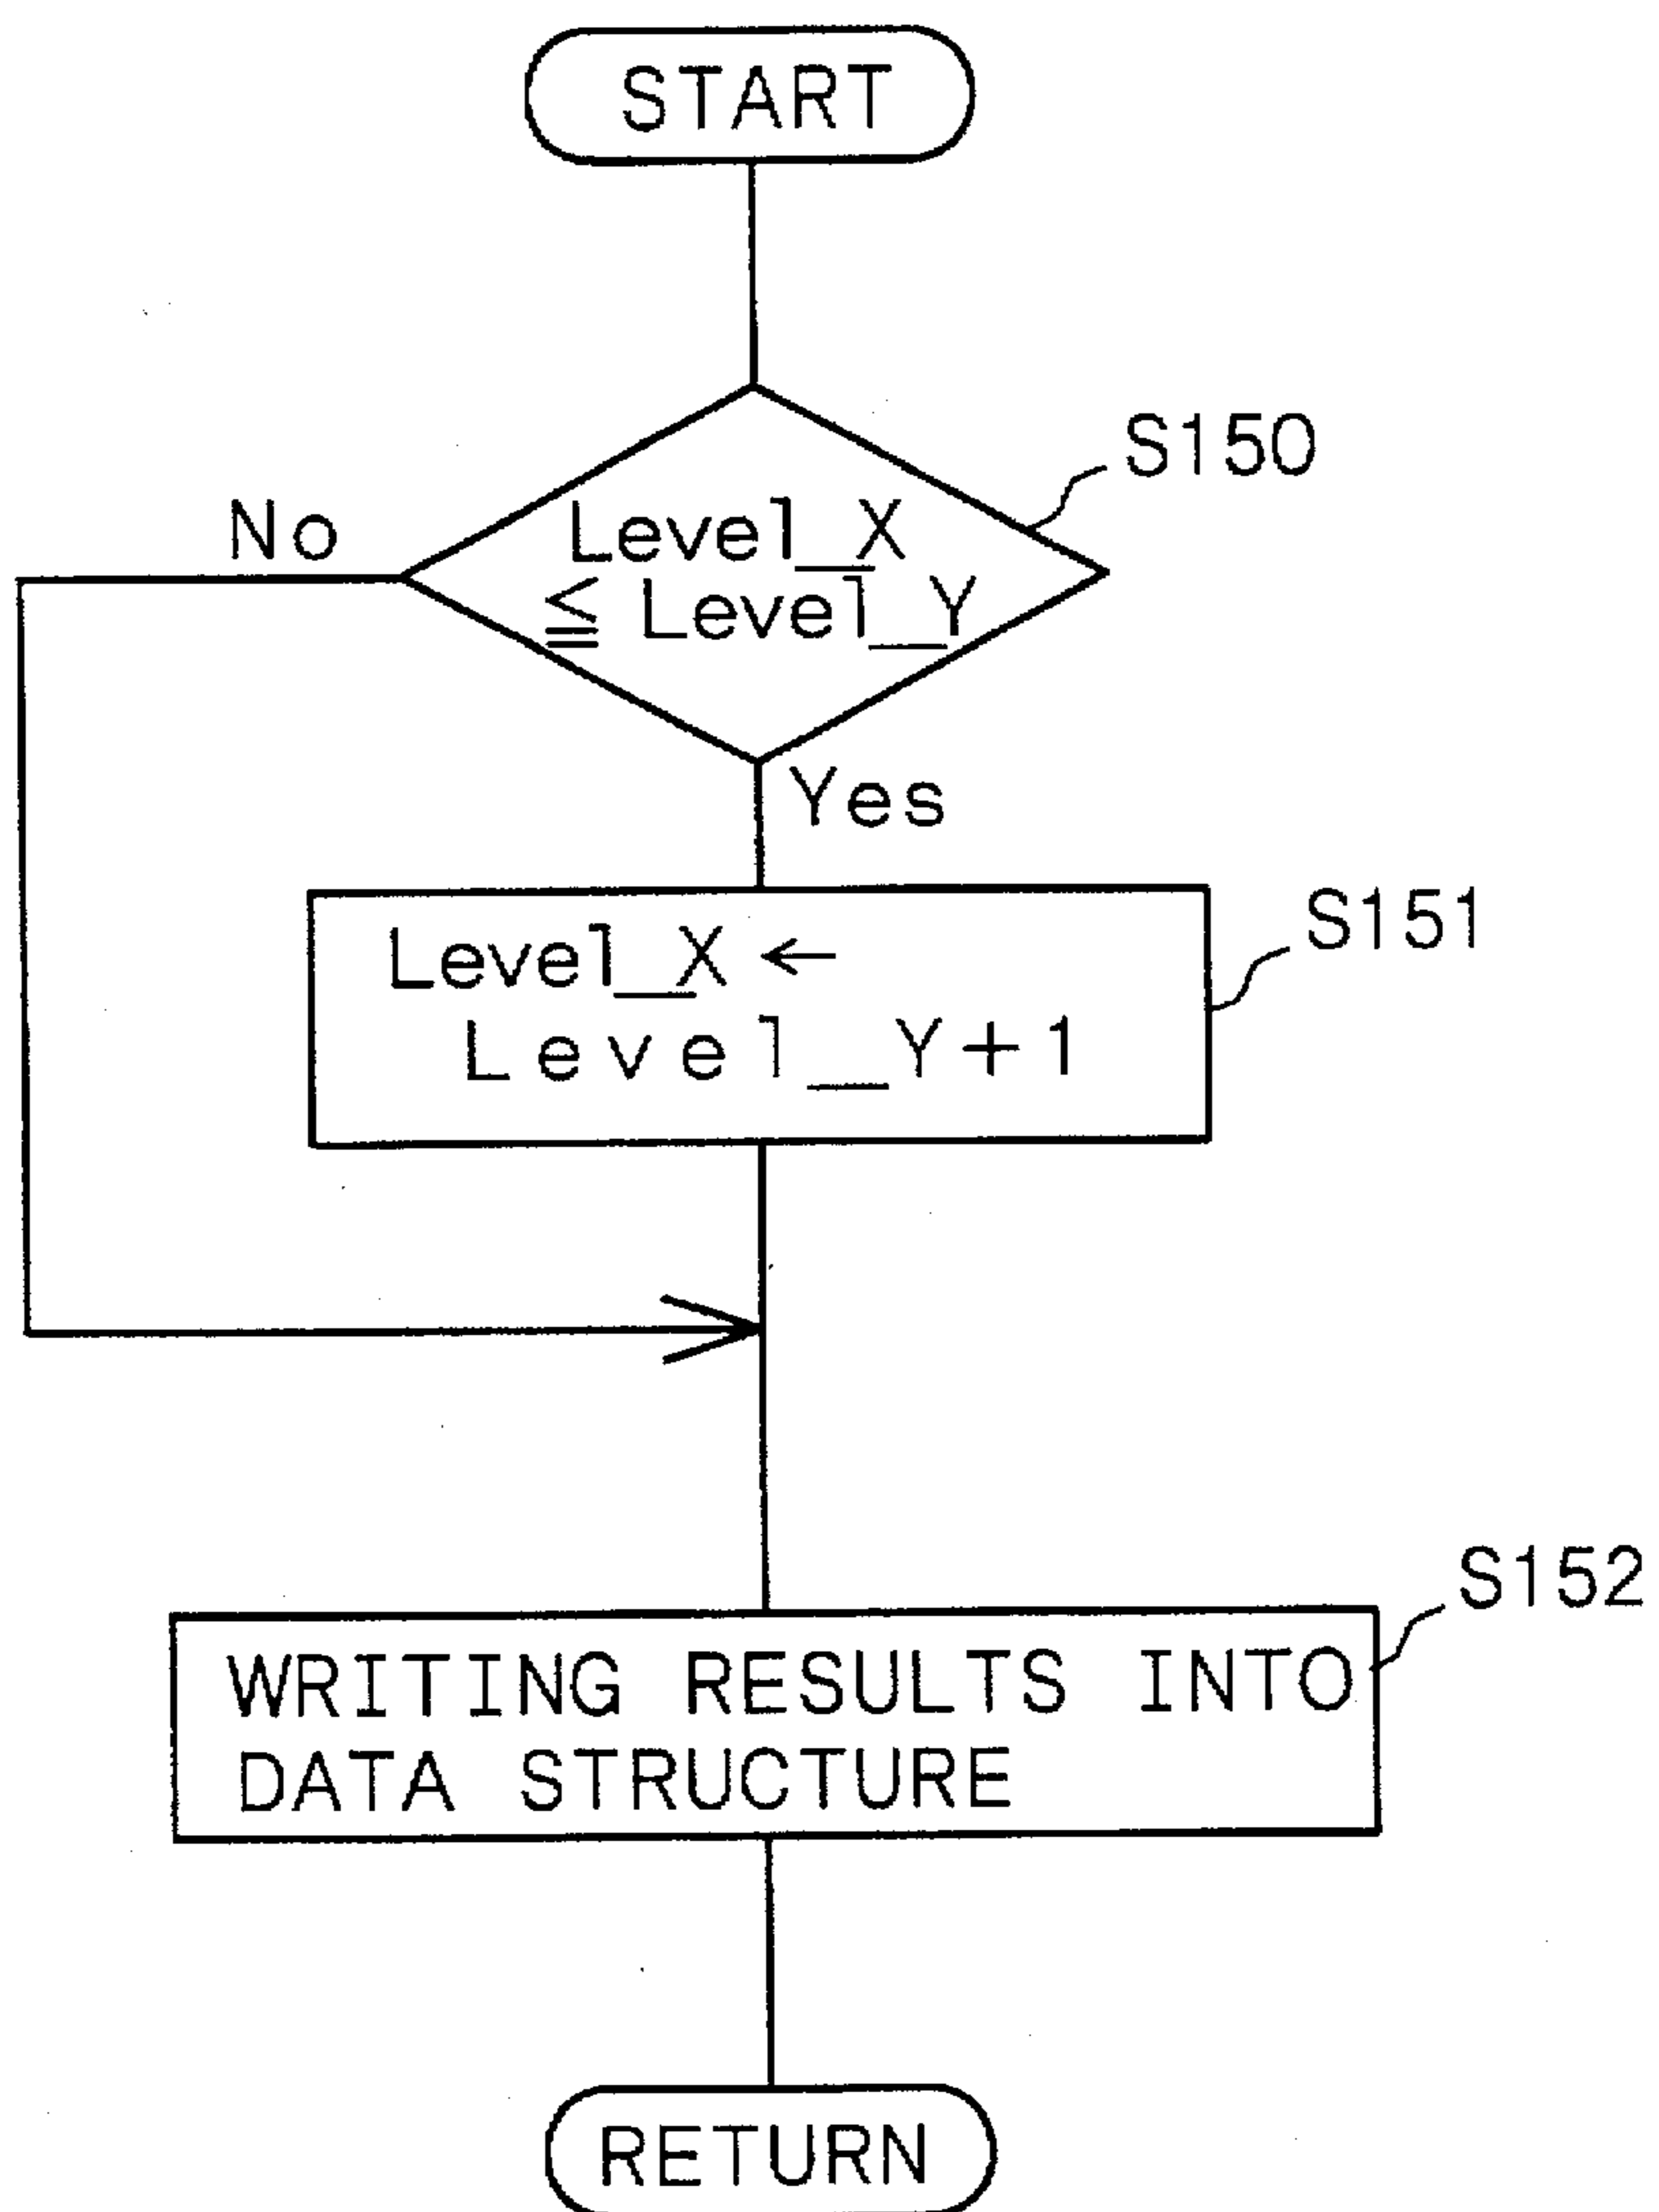 START
S150
No
Level_X
≦ Level_Y
Yes
S151
Level_X ←
Level_Y+1
S152
WRITING RESULTS INTO
DATA STRUCTURE
RETURN